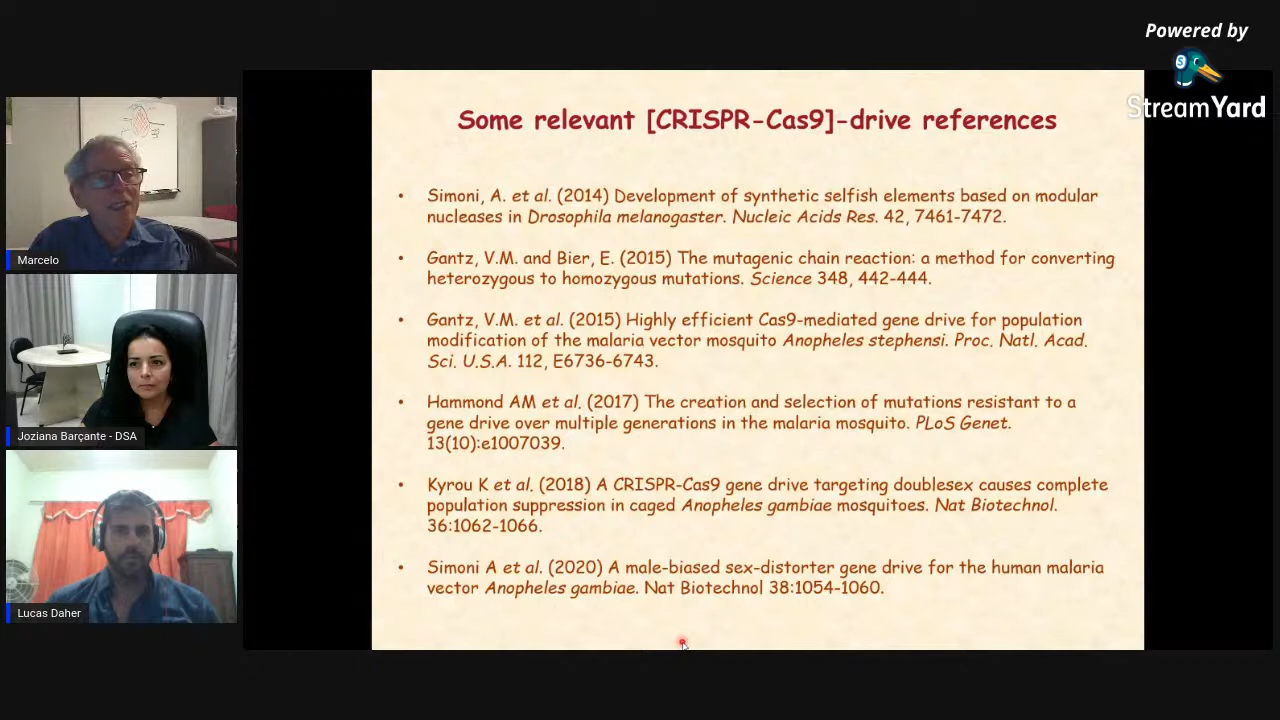 Powered by
StreamYard
Marcelo
Joziana Barçante - DSA
Lucas Daher
Some relevant [CRISPR-Cas9]-drive references
• Simoni, A. et al. (2014) Development of synthetic selfish elements based on modular
nucleases in Drosophila melanogaster. Nucleic Acids Res. 42, 7461-7472.
• Gantz, V.M. and Bier, E. (2015) The mutagenic chain reaction: a method for converting
heterozygous to homozygous mutations. Science 348, 442-444.
• Gantz, V.M. et al. (2015) Highly efficient Cas9-mediated gene drive for population
modification of the malaria vector mosquito Anopheles stephensi. Proc. Natl. Acad.
Sci. U.S.A. 112, E6736-6743.
• Hammond AM et al. (2017) The creation and selection of mutations resistant to a
gene drive over multiple generations in the malaria mosquito. PLoS Genet.
13(10):e1007039.
• Kyrou K et al. (2018) A CRISPR-Cas9 gene drive targeting doublesex causes complete
population suppression in caged Anopheles gambiae mosquitoes. Nat Biotechnol.
36:1062-1066.
• Simoni A et al. (2020) A male-biased sex-distorter gene drive for the human malaria
vector Anopheles gambiae. Nat Biotechnol 38:1054-1060.